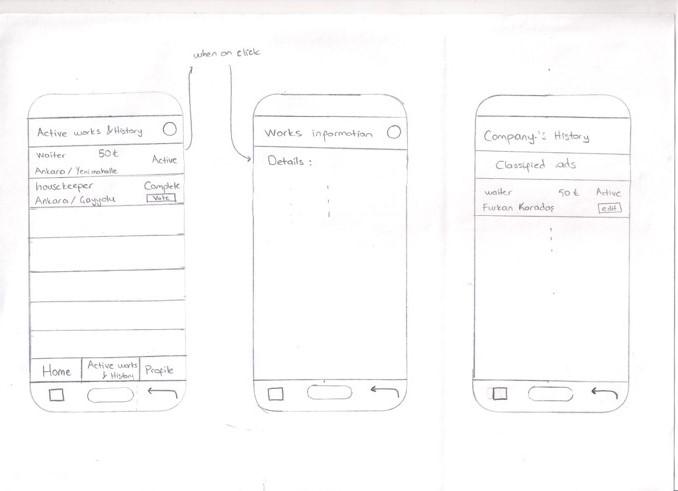 when on click
Active works & History
waiter 50₺ Active
Ankara / Yenimahalle
housekeeper Complete
Ankara / Çayyolu Vote
Home Active works & History Profile
Works information
Details :
Company's History
Classified ads
waiter 50₺ Active
Furkan Karadaş edit